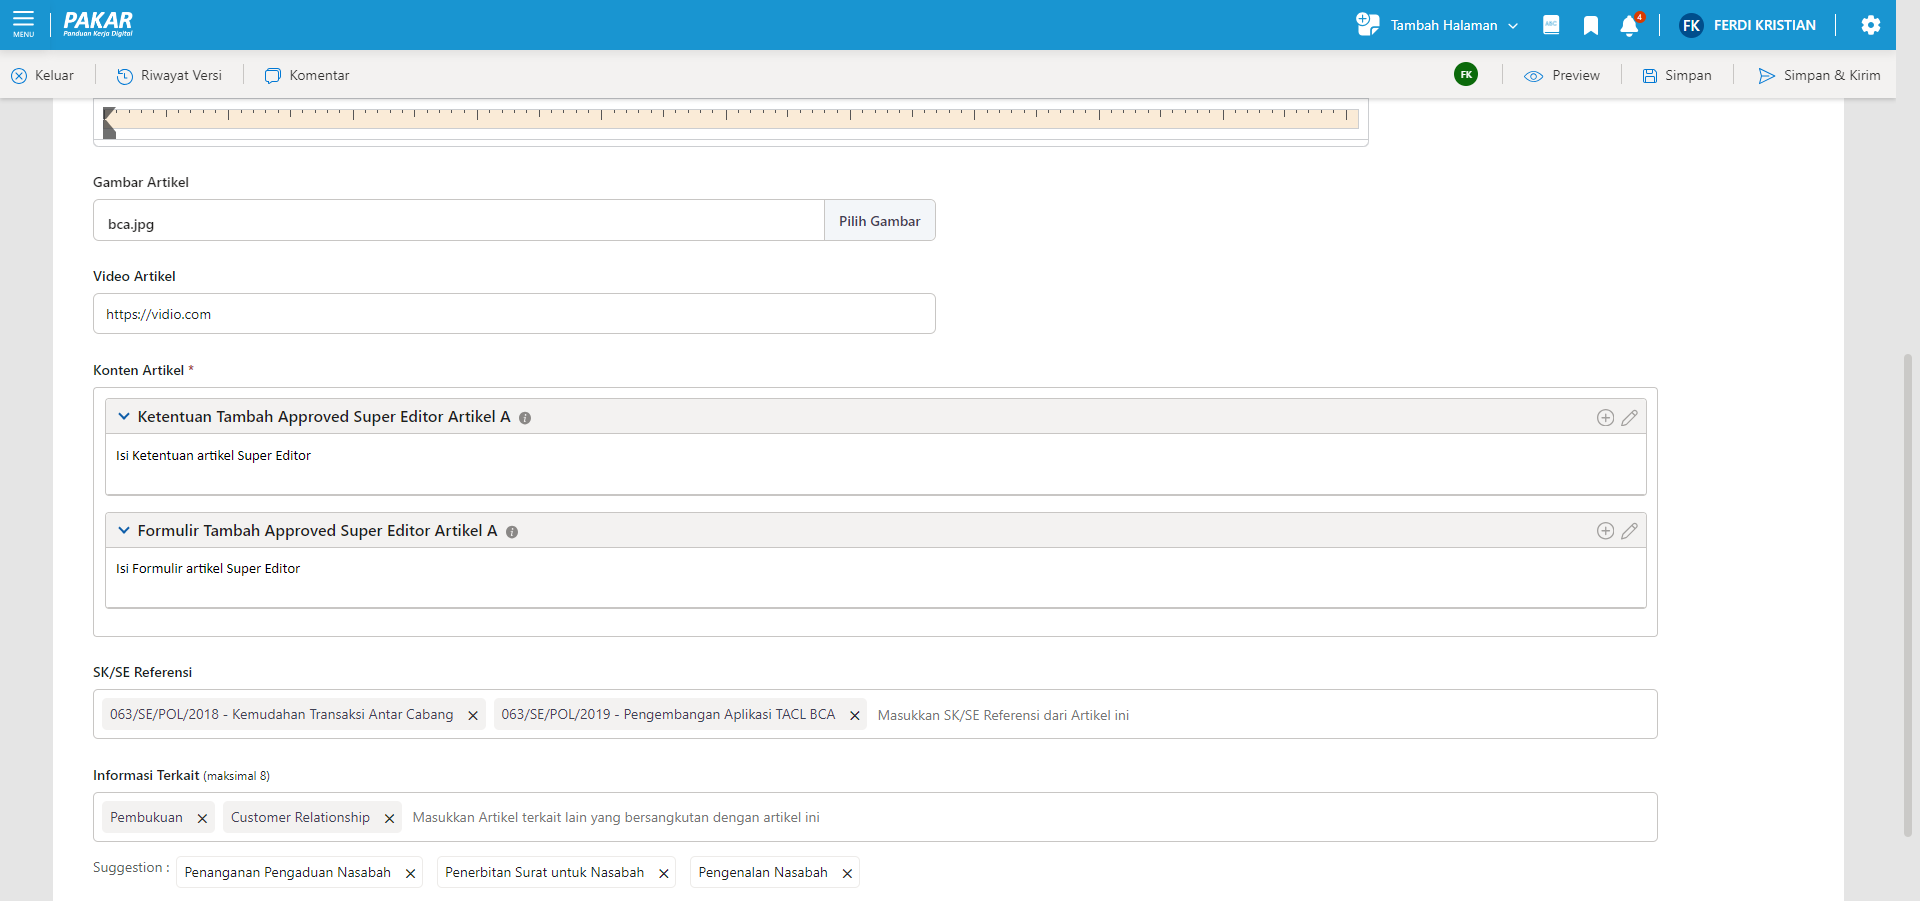 MENU
PAKAR
Panduan Kerja Digital
Tambah Halaman
ABC
4
FK
FERDI KRISTIAN
Keluar
Riwayat Versi
Komentar
FK
Preview
Simpan
Simpan & Kirim
Gambar Artikel
bca.jpg
Pilih Gambar
Video Artikel
https://vidio.com
Konten Artikel *
Ketentuan Tambah Approved Super Editor Artikel A
Isi Ketentuan artikel Super Editor
Formulir Tambah Approved Super Editor Artikel A
Isi Formulir artikel Super Editor
SK/SE Referensi
063/SE/POL/2018 - Kemudahan Transaksi Antar Cabang
063/SE/POL/2019 - Pengembangan Aplikasi TACL BCA
Masukkan SK/SE Referensi dari Artikel ini
Informasi Terkait (maksimal 8)
Pembukuan
Customer Relationship
Masukkan Artikel terkait lain yang bersangkutan dengan artikel ini
Suggestion :
Penanganan Pengaduan Nasabah
Penerbitan Surat untuk Nasabah
Pengenalan Nasabah